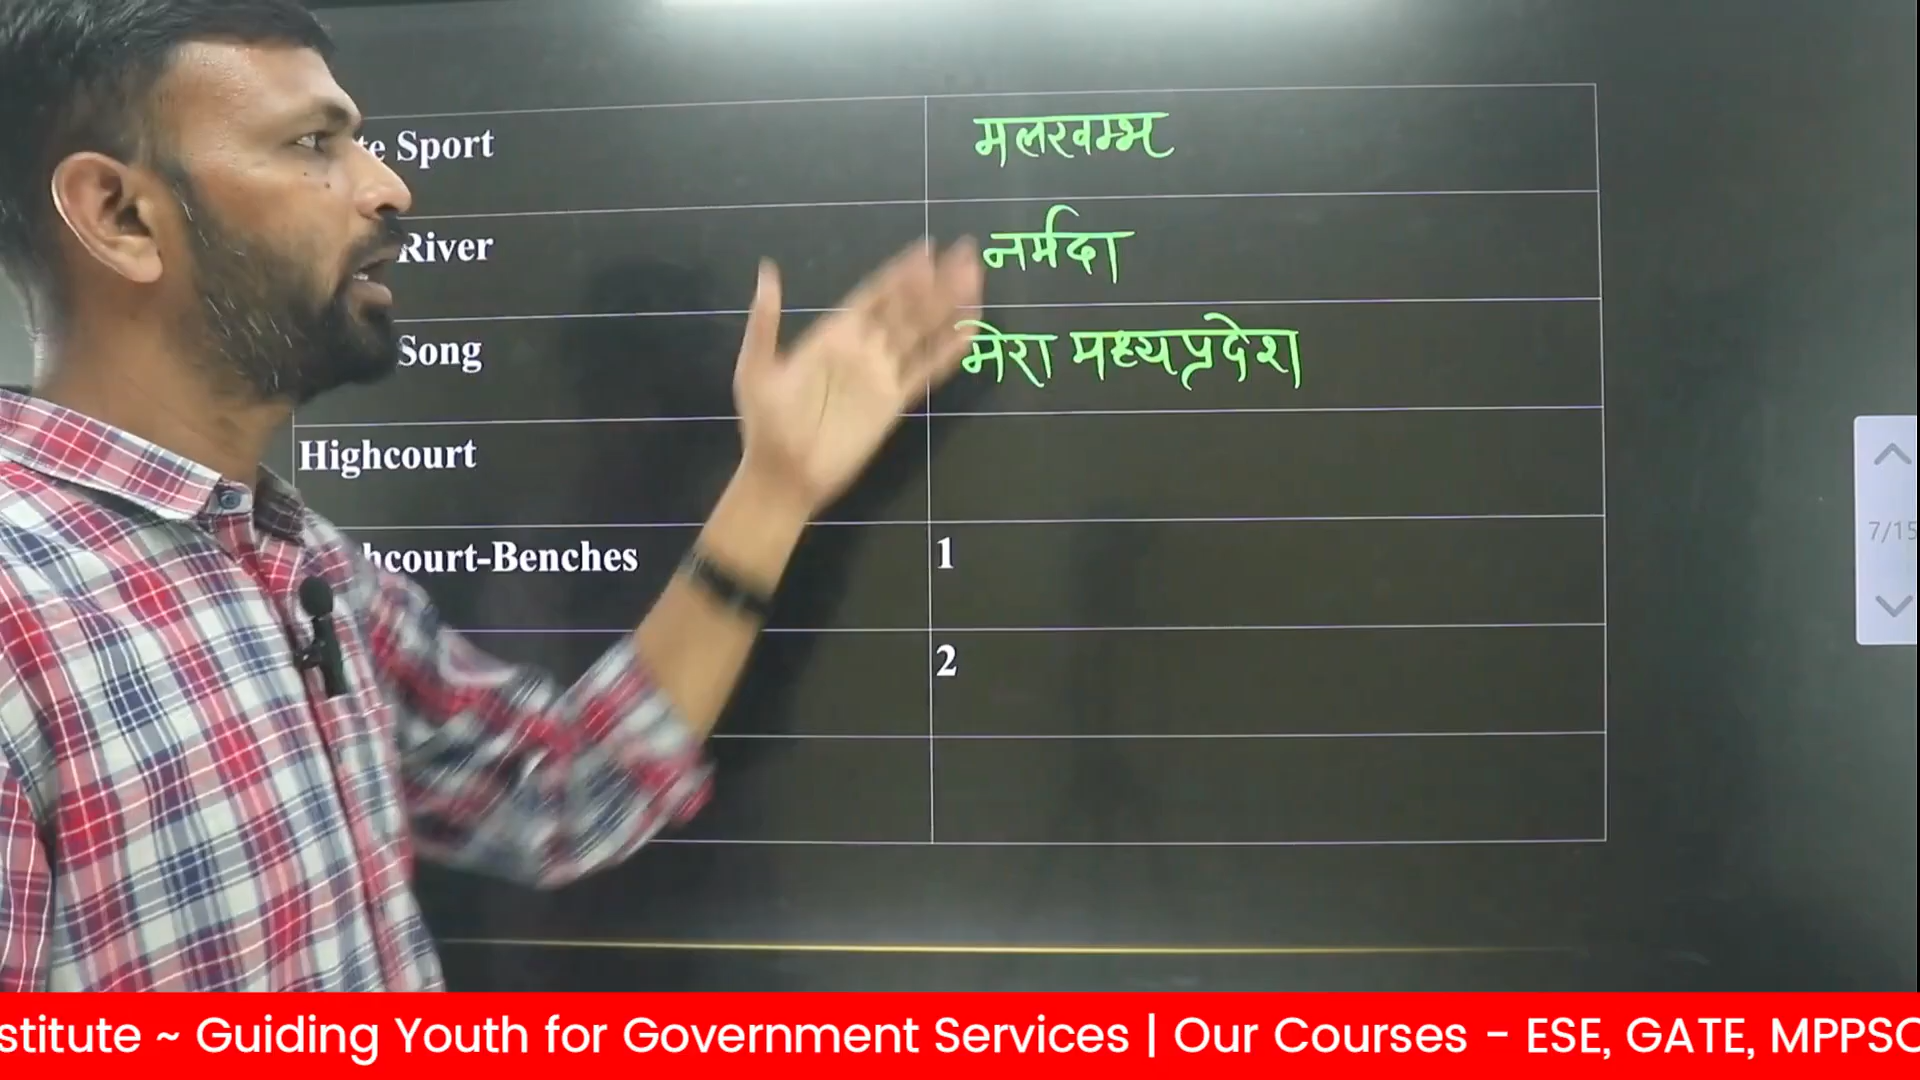 te Sport
मलखम्भ
River
नर्मदा
Song
मेरा मध्यप्रदेश
Highcourt
hcourt-Benches
1
2
7/15
stitute ~ Guiding Youth for Government Services | Our Courses - ESE, GATE, MPPSC